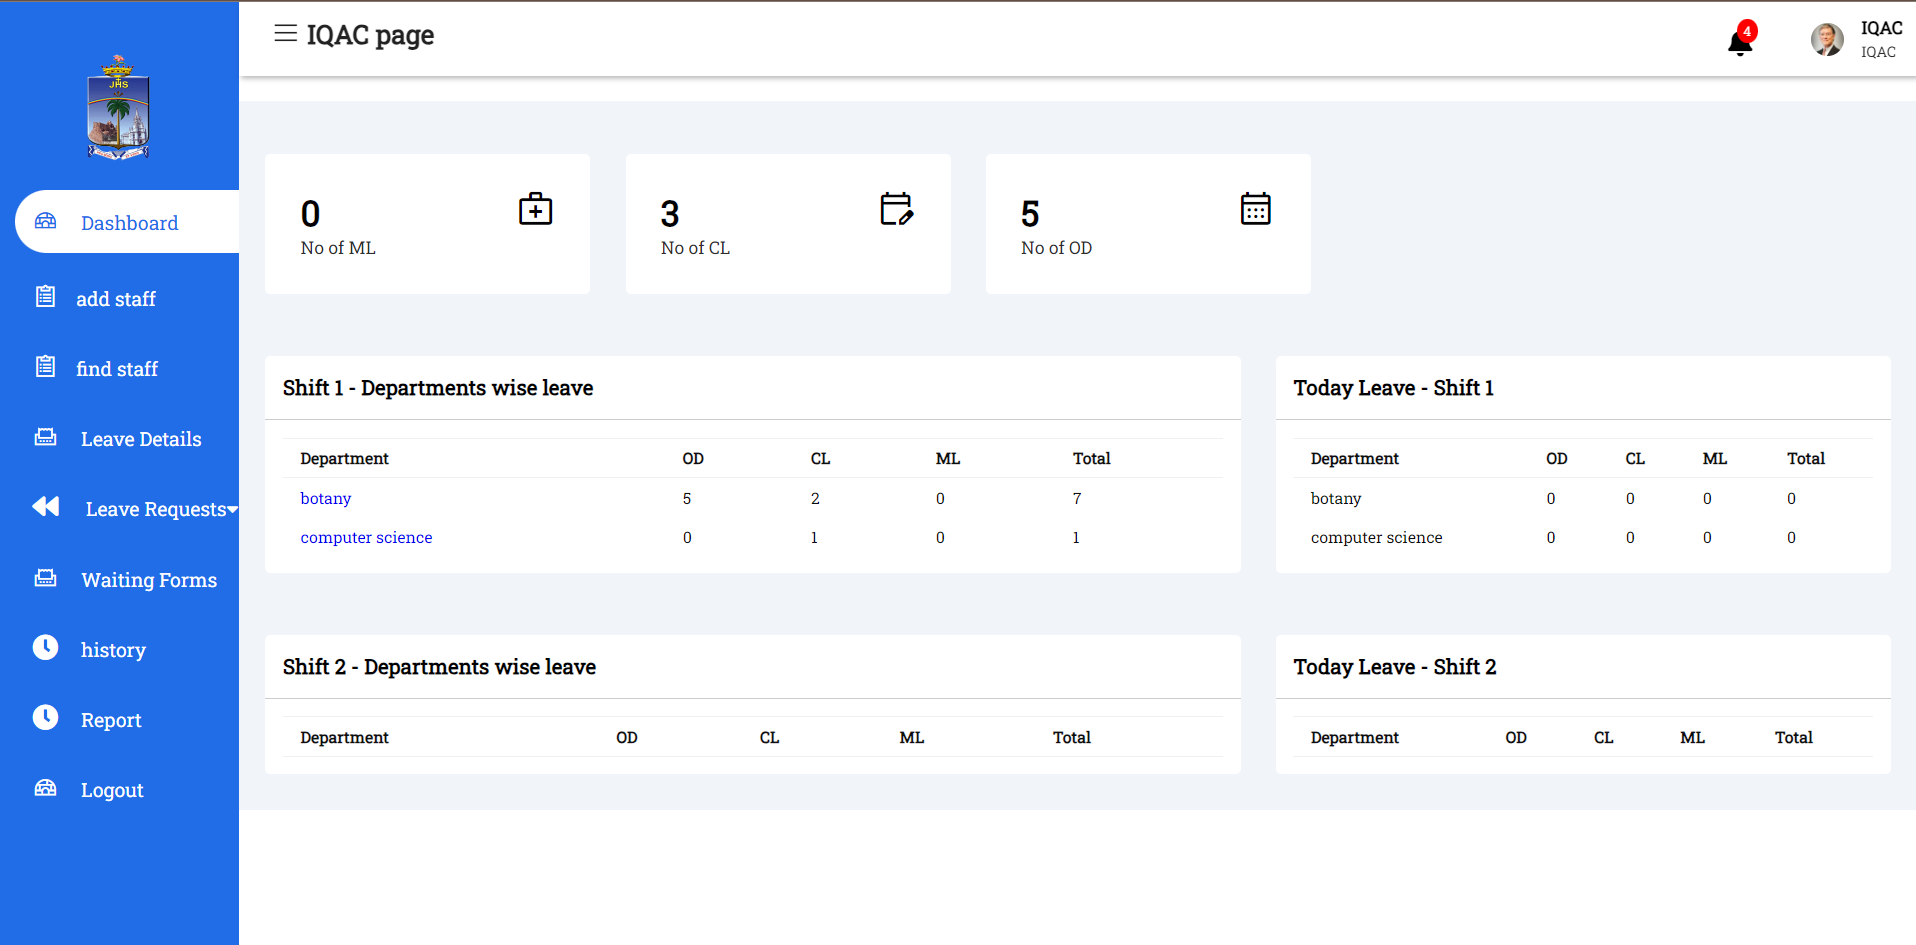 JHS
IQAC page
4
IQAC
IQAC
Dashboard
add staff
find staff
Leave Details
Leave Requests
Waiting Forms
history
Report
Logout
0
No of ML
3
No of CL
5
No of OD
Shift 1 - Departments wise leave
Department OD CL ML Total
botany 5 2 0 7
computer science 0 1 0 1
Today Leave - Shift 1
Department OD CL ML Total
botany 0 0 0 0
computer science 0 0 0 0
Shift 2 - Departments wise leave
Department OD CL ML Total
Today Leave - Shift 2
Department OD CL ML Total